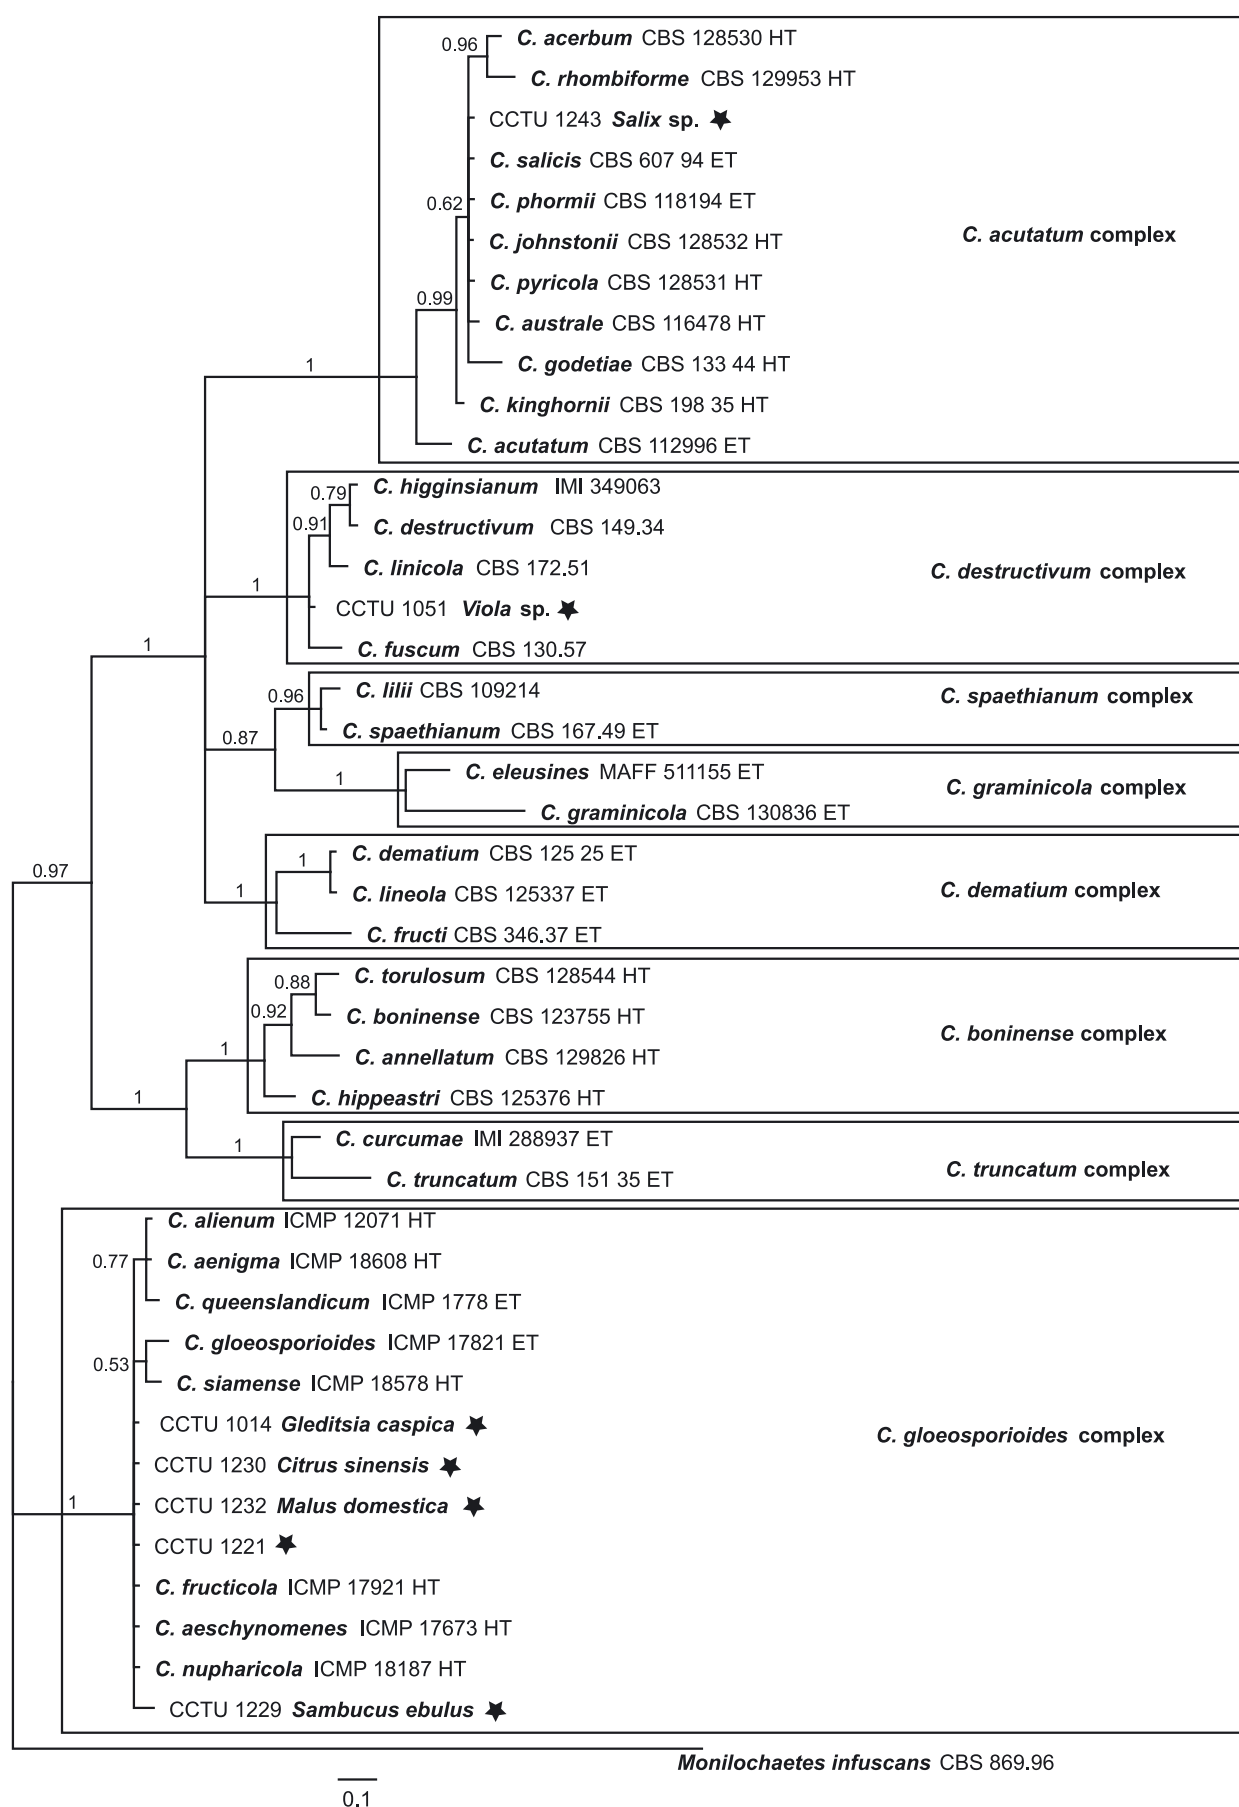 0.96
C. acerbum CBS 128530 HT
C. rhombiforme CBS 129953 HT
CCTU 1243 Salix sp. ★
C. salicis CBS 607 94 ET
0.62
C. phormii CBS 118194 ET
C. johnstonii CBS 128532 HT
C. acutatum complex
C. pyricola CBS 128531 HT
0.99
C. australe CBS 116478 HT
1
C. godetiae CBS 133 44 HT
C. kinghornii CBS 198 35 HT
C. acutatum CBS 112996 ET
0.79
C. higginsianum IMI 349063
0.91
C. destructivum CBS 149.34
C. linicola CBS 172.51
C. destructivum complex
1
CCTU 1051 Viola sp. ★
1
C. fuscum CBS 130.57
0.96
C. lilii CBS 109214
C. spaethianum complex
0.87
C. spaethianum CBS 167.49 ET
1
C. eleusines MAFF 511155 ET
C. graminicola complex
C. graminicola CBS 130836 ET
0.97
1
C. dematium CBS 125 25 ET
1
C. lineola CBS 125337 ET
C. dematium complex
C. fructi CBS 346.37 ET
0.88
C. torulosum CBS 128544 HT
0.92
C. boninense CBS 123755 HT
C. boninense complex
1
C. annellatum CBS 129826 HT
1
C. hippeastri CBS 125376 HT
1
C. curcumae IMI 288937 ET
C. truncatum CBS 151 35 ET
C. truncatum complex
C. alienum ICMP 12071 HT
0.77
C. aenigma ICMP 18608 HT
C. queenslandicum ICMP 1778 ET
C. gloeosporioides ICMP 17821 ET
0.53
C. siamense ICMP 18578 HT
CCTU 1014 Gleditsia caspica ★
C. gloeosporioides complex
CCTU 1230 Citrus sinensis ★
1
CCTU 1232 Malus domestica ★
CCTU 1221 ★
C. fructicola ICMP 17921 HT
C. aeschynomenes ICMP 17673 HT
C. nupharicola ICMP 18187 HT
CCTU 1229 Sambucus ebulus ★
Monilochaetes infuscans CBS 869.96
0.1